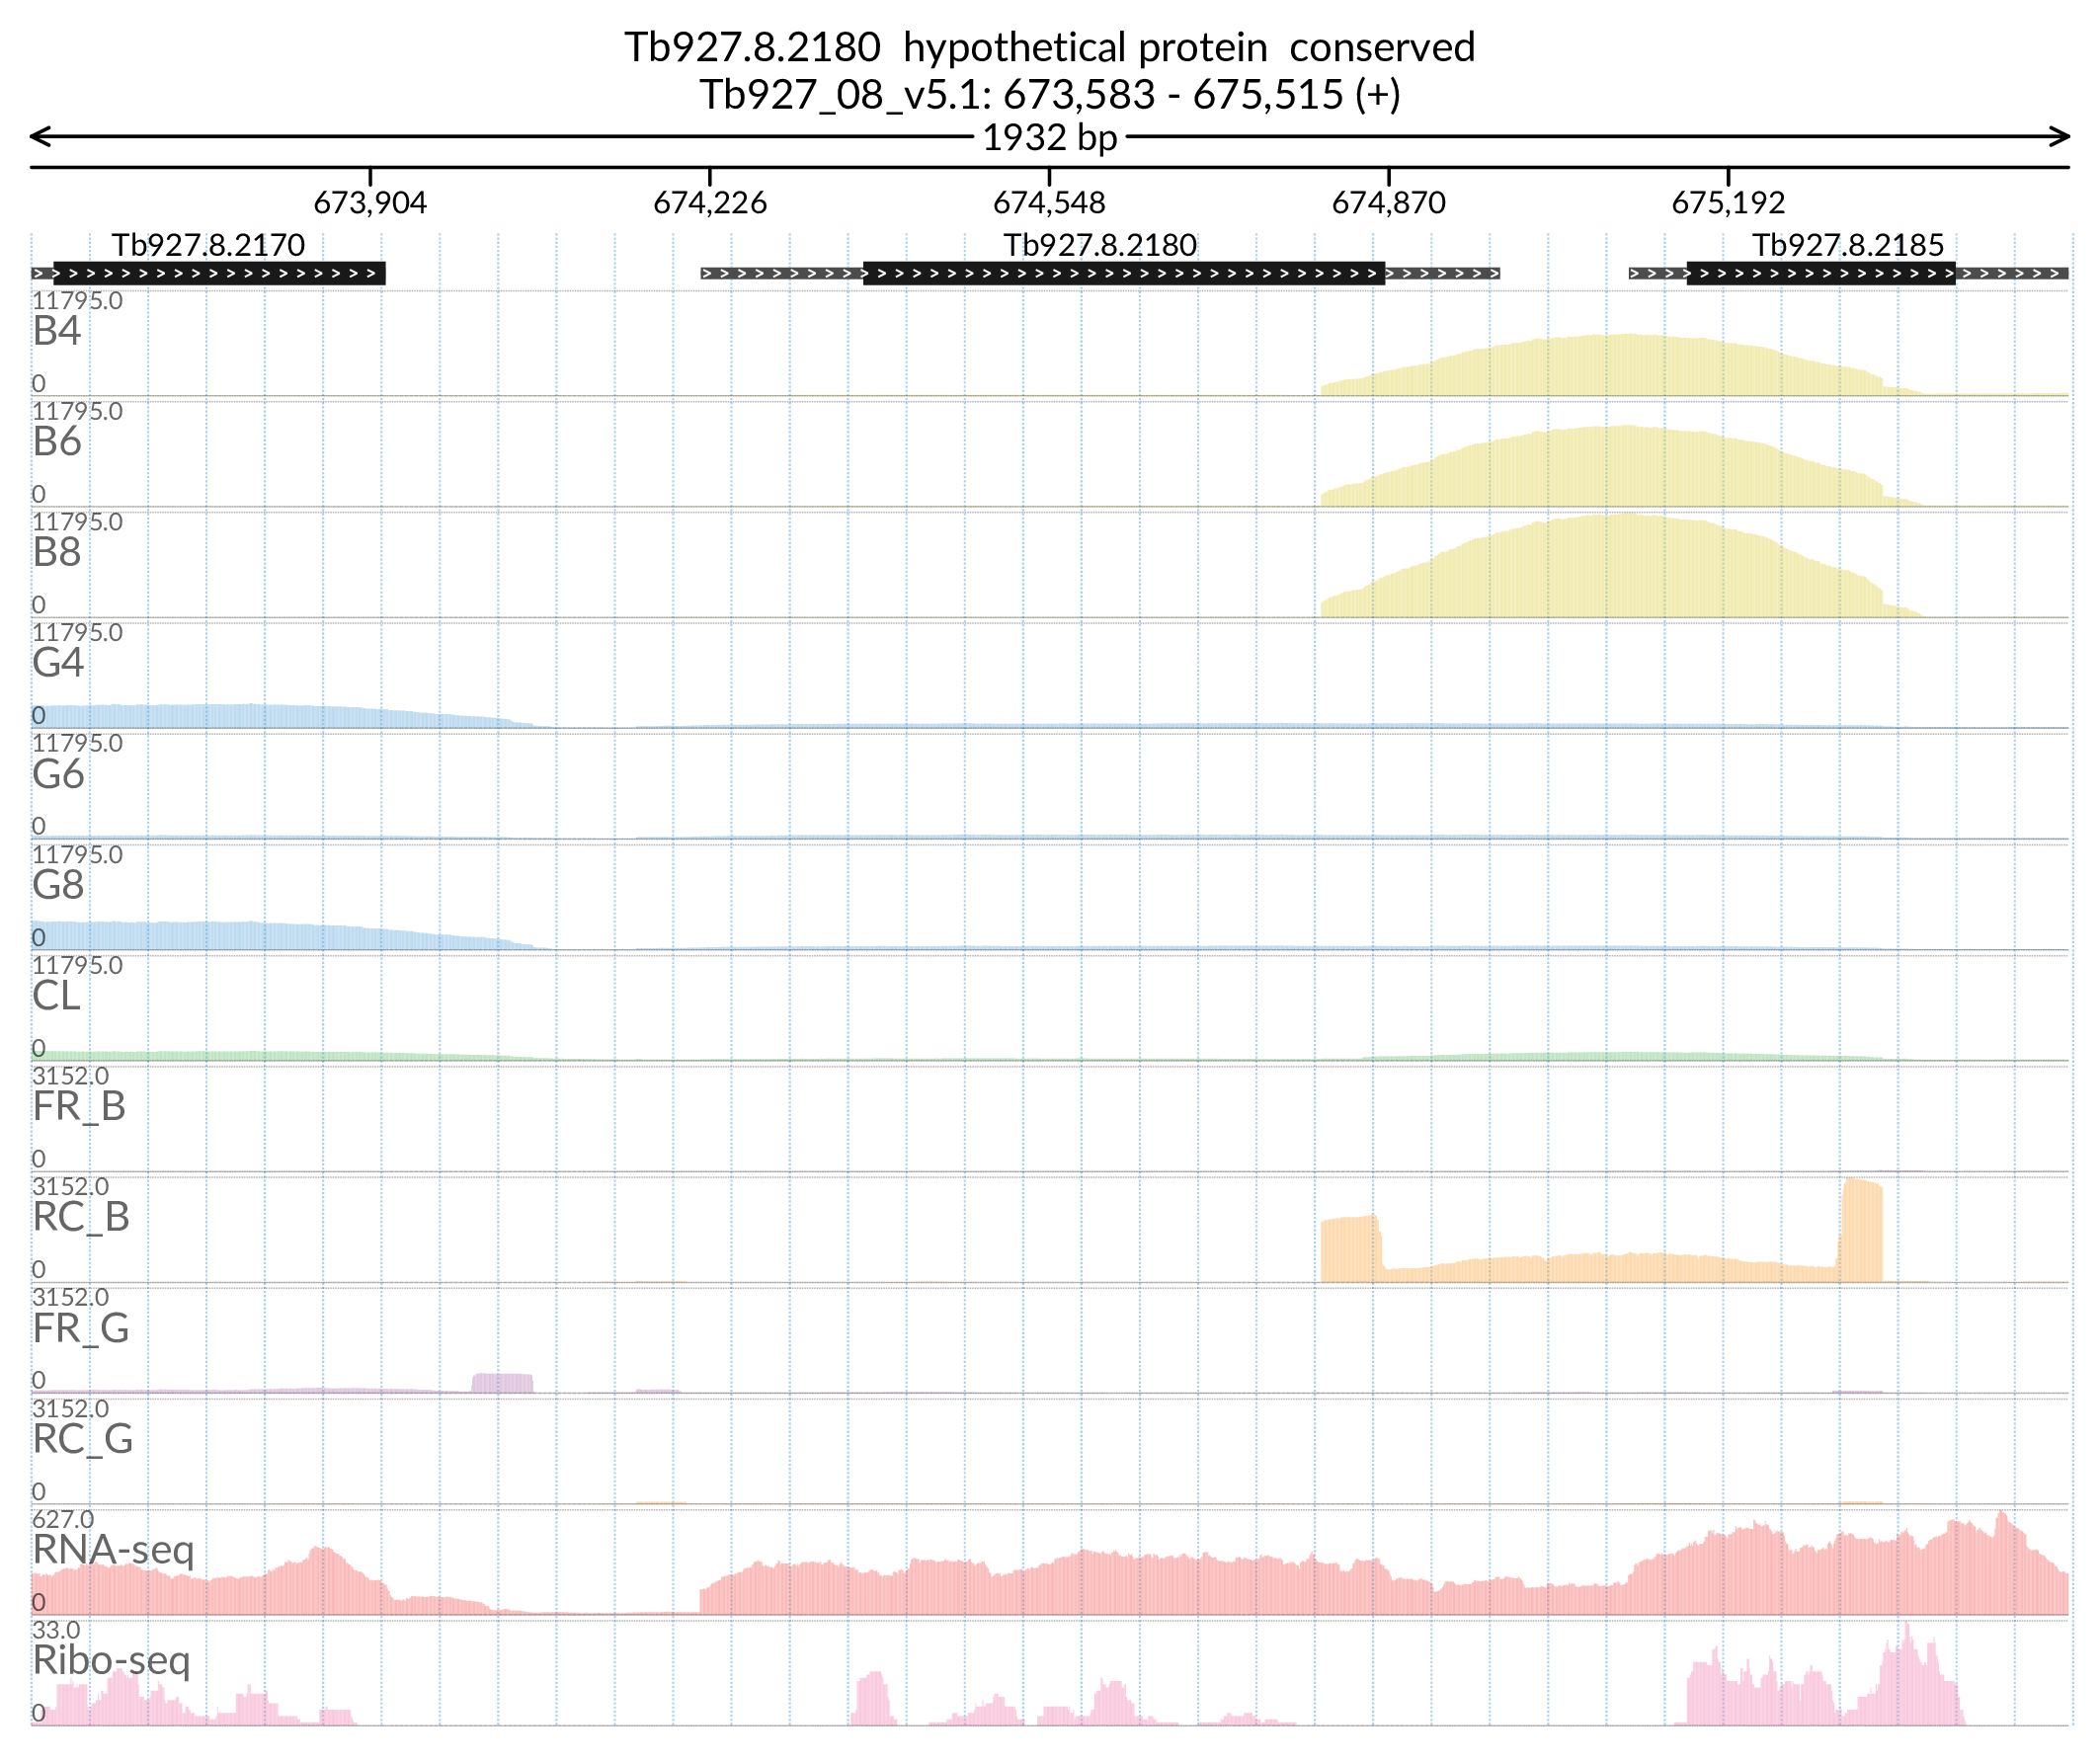 Tb927.8.2180  hypothetical protein  conserved
Tb927_08_v5.1: 673,583 - 675,515 (+)
1932 bp
673,904 674,226 674,548 674,870 675,192
Tb927.8.2170 Tb927.8.2180 Tb927.8.2185
11795.0
B4
0
11795.0
B6
0
11795.0
B8
0
11795.0
G4
0
11795.0
G6
0
11795.0
G8
0
11795.0
CL
0
3152.0
FR_B
0
3152.0
RC_B
0
3152.0
FR_G
0
3152.0
RC_G
0
627.0
RNA-seq
0
33.0
Ribo-seq
0